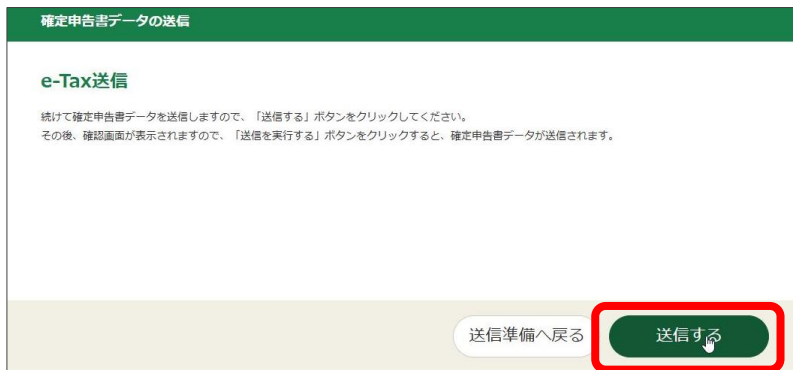 確定申告書データの送信
e-Tax送信
続けて確定申告書データを送信しますので、「送信する」ボタンをクリックしてください。
その後、確認画面が表示されますので、「送信を実行する」ボタンをクリックすると、確定申告書データが送信されます。
送信準備へ戻る
送信する